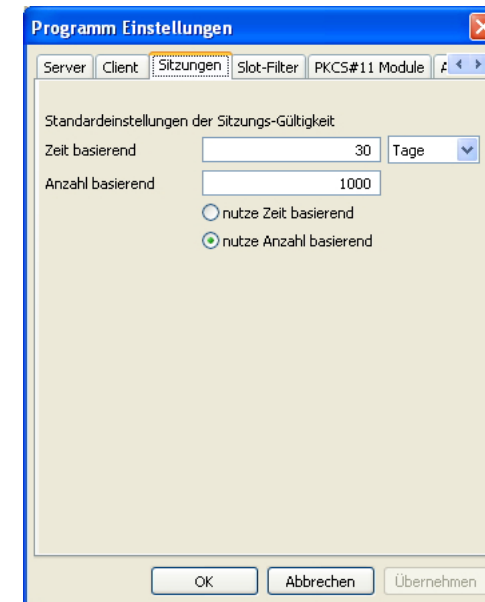 Programm Einstellungen
Server Client Sitzungen Slot-Filter PKCS#11 Module
Standardeinstellungen der Sitzungs-Gültigkeit
Zeit basierend 30 Tage
Anzahl basierend 1000
nutze Zeit basierend
nutze Anzahl basierend
OK Abbrechen Übernehmen